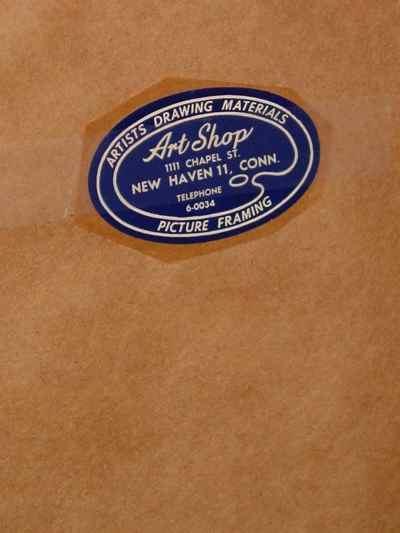 ARTISTS DRAWING MATERIALS
Art Shop
1111 CHAPEL ST.
NEW HAVEN 11, CONN.
TELEPHONE
6-0034
PICTURE FRAMING